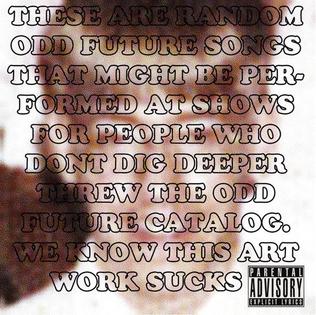 THESE ARE RANDOM
ODD FUTURE SONGS
THAT MIGHT BE PER-
FORMED AT SHOWS
FOR PEOPLE WHO
DONT DIG DEEPER
THREW THE ODD
FUTURE CATALOG.
WE KNOW THIS ART
WORK SUCKS
PARENTAL
ADVISORY
EXPLICIT LYRICS